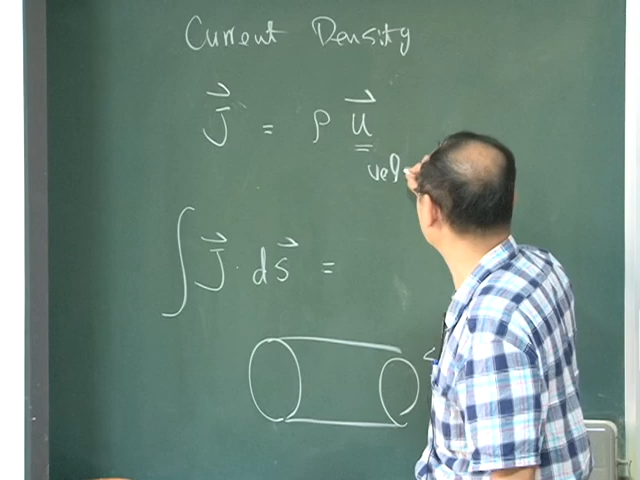 Current Density
J⃗ = ρ u⃗
vel
∫ J⃗ · ds⃗ =